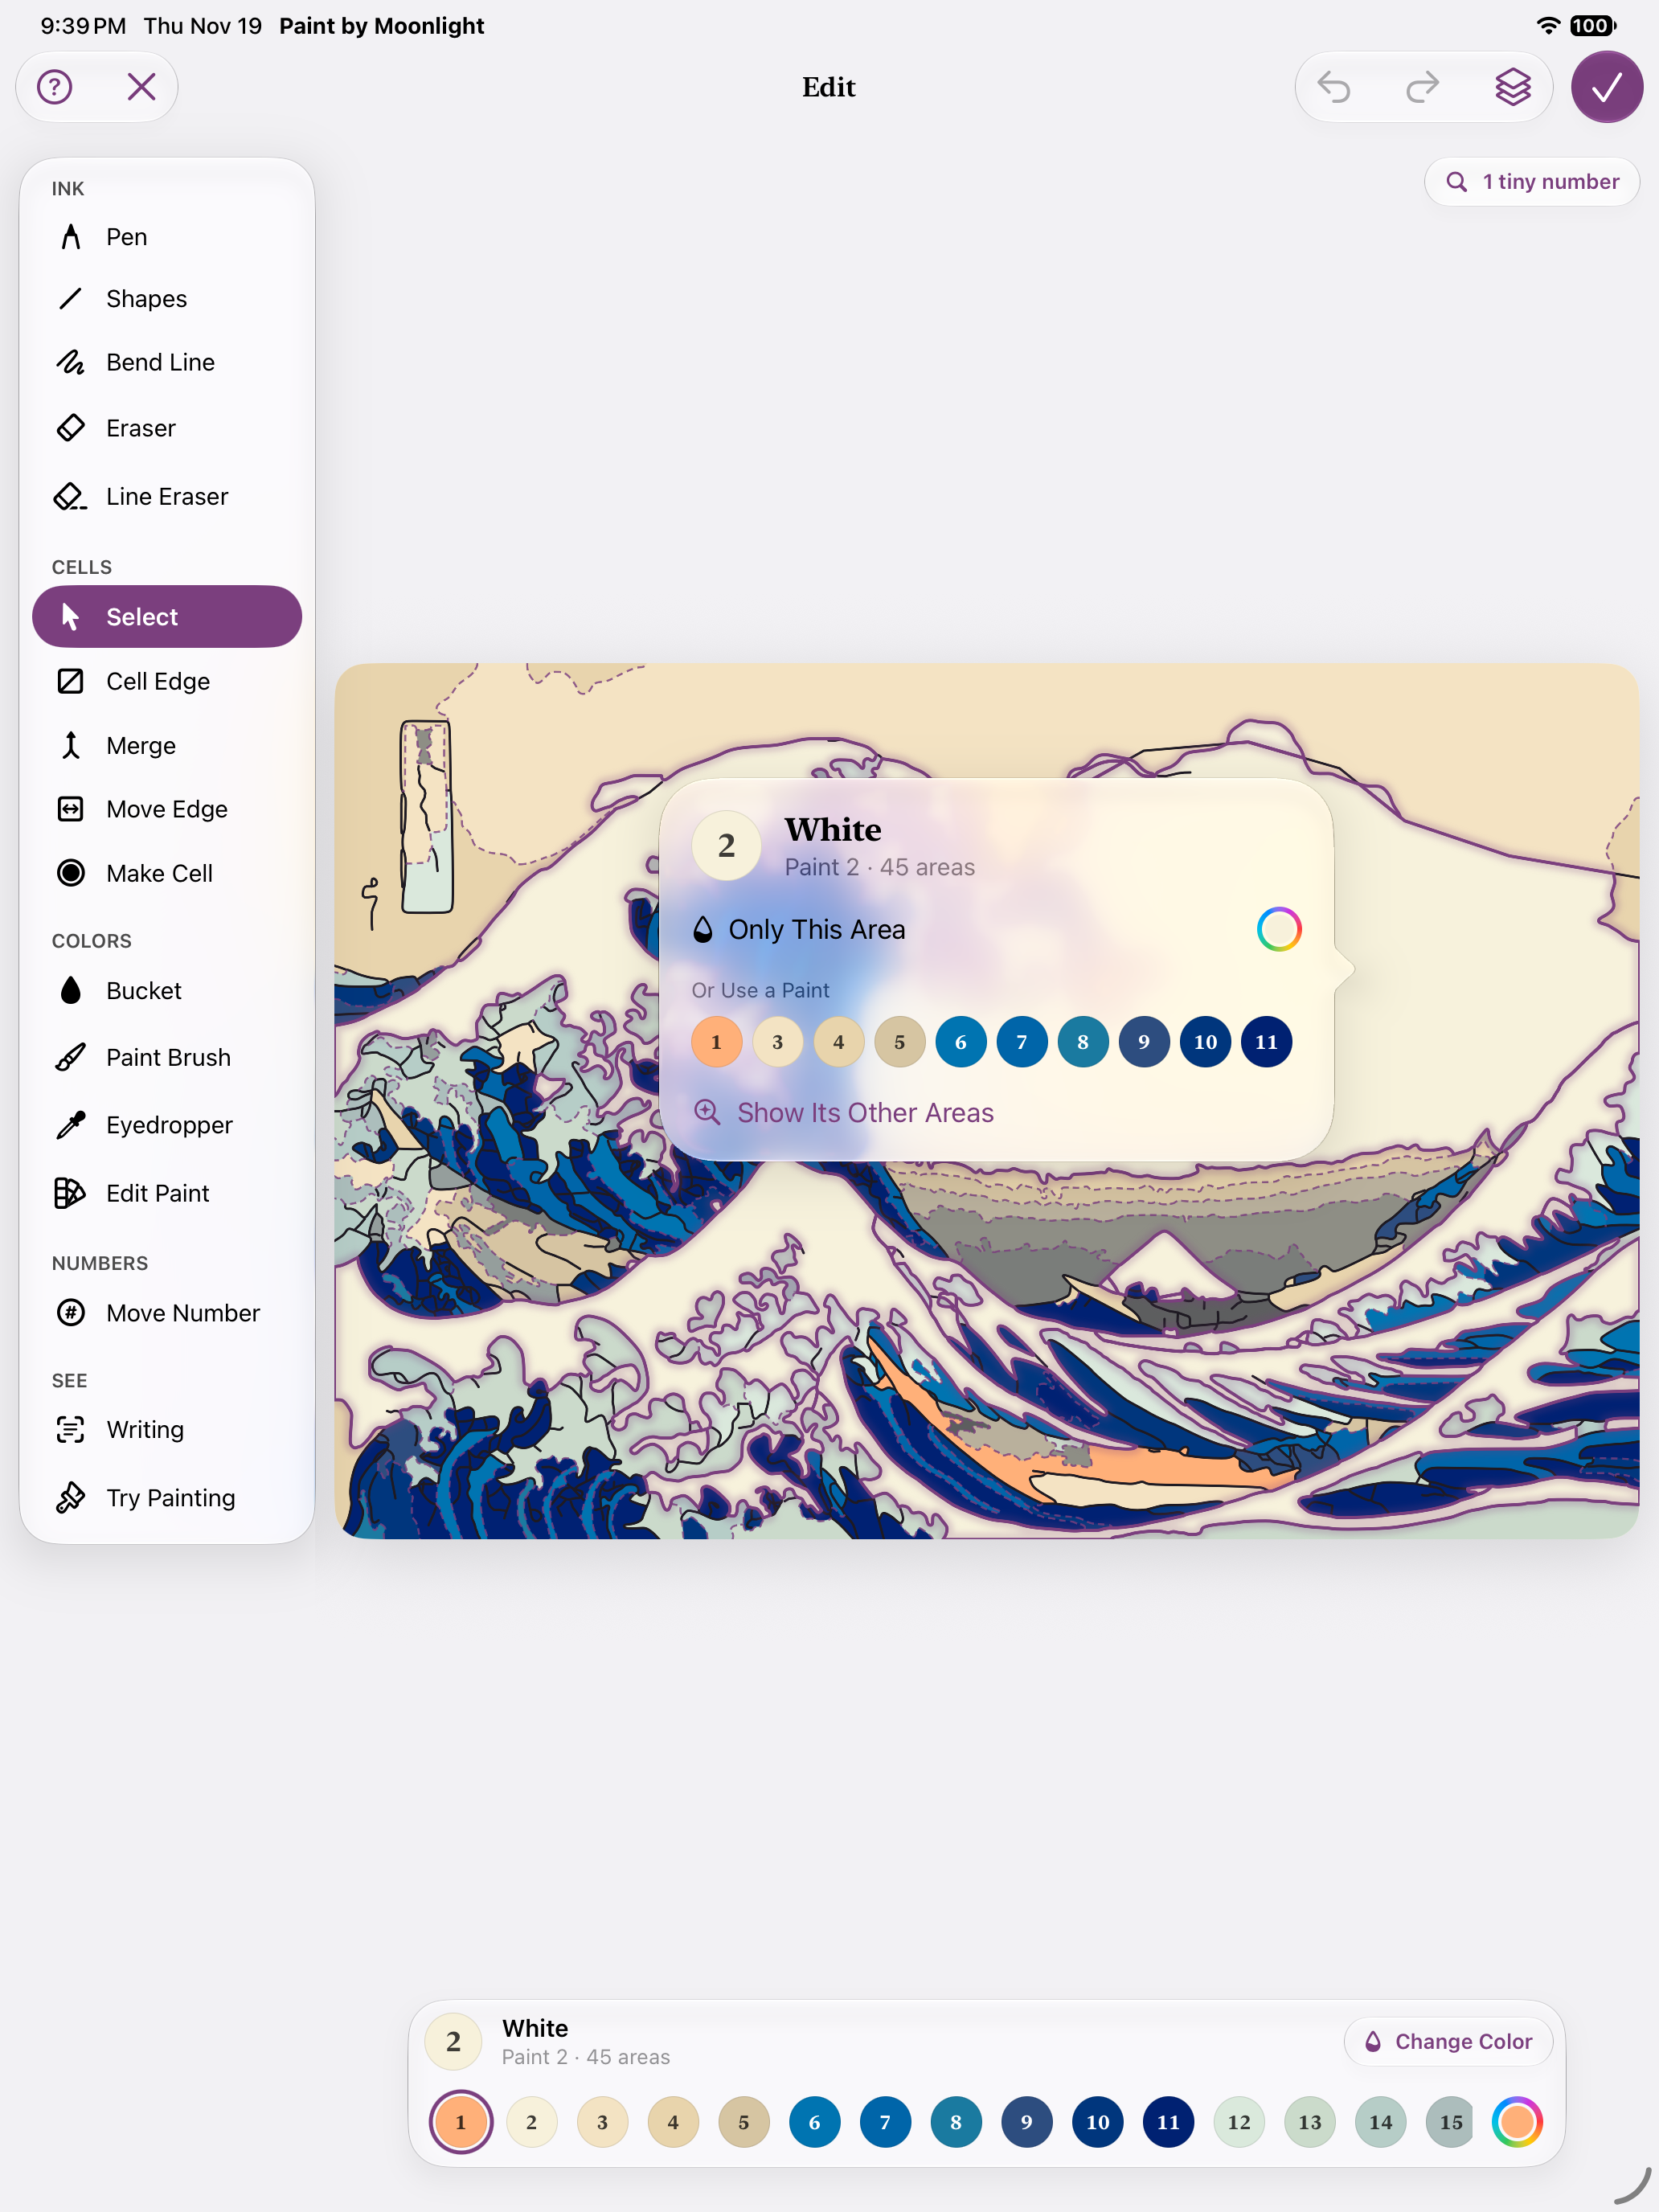 9:39 PM Thu Nov 19 Paint by Moonlight
100
?
Edit
1 tiny number
INK
Pen
Shapes
Bend Line
Eraser
Line Eraser
CELLS
Select
Cell Edge
Merge
Move Edge
Make Cell
COLORS
Bucket
Paint Brush
Eyedropper
Edit Paint
NUMBERS
# Move Number
SEE
Writing
Try Painting
2
White
Paint 2 · 45 areas
Only This Area
Or Use a Paint
1 3 4 5 6 7 8 9 10 11
Show Its Other Areas
2
White
Paint 2 · 45 areas
Change Color
1 2 3 4 5 6 7 8 9 10 11 12 13 14 15